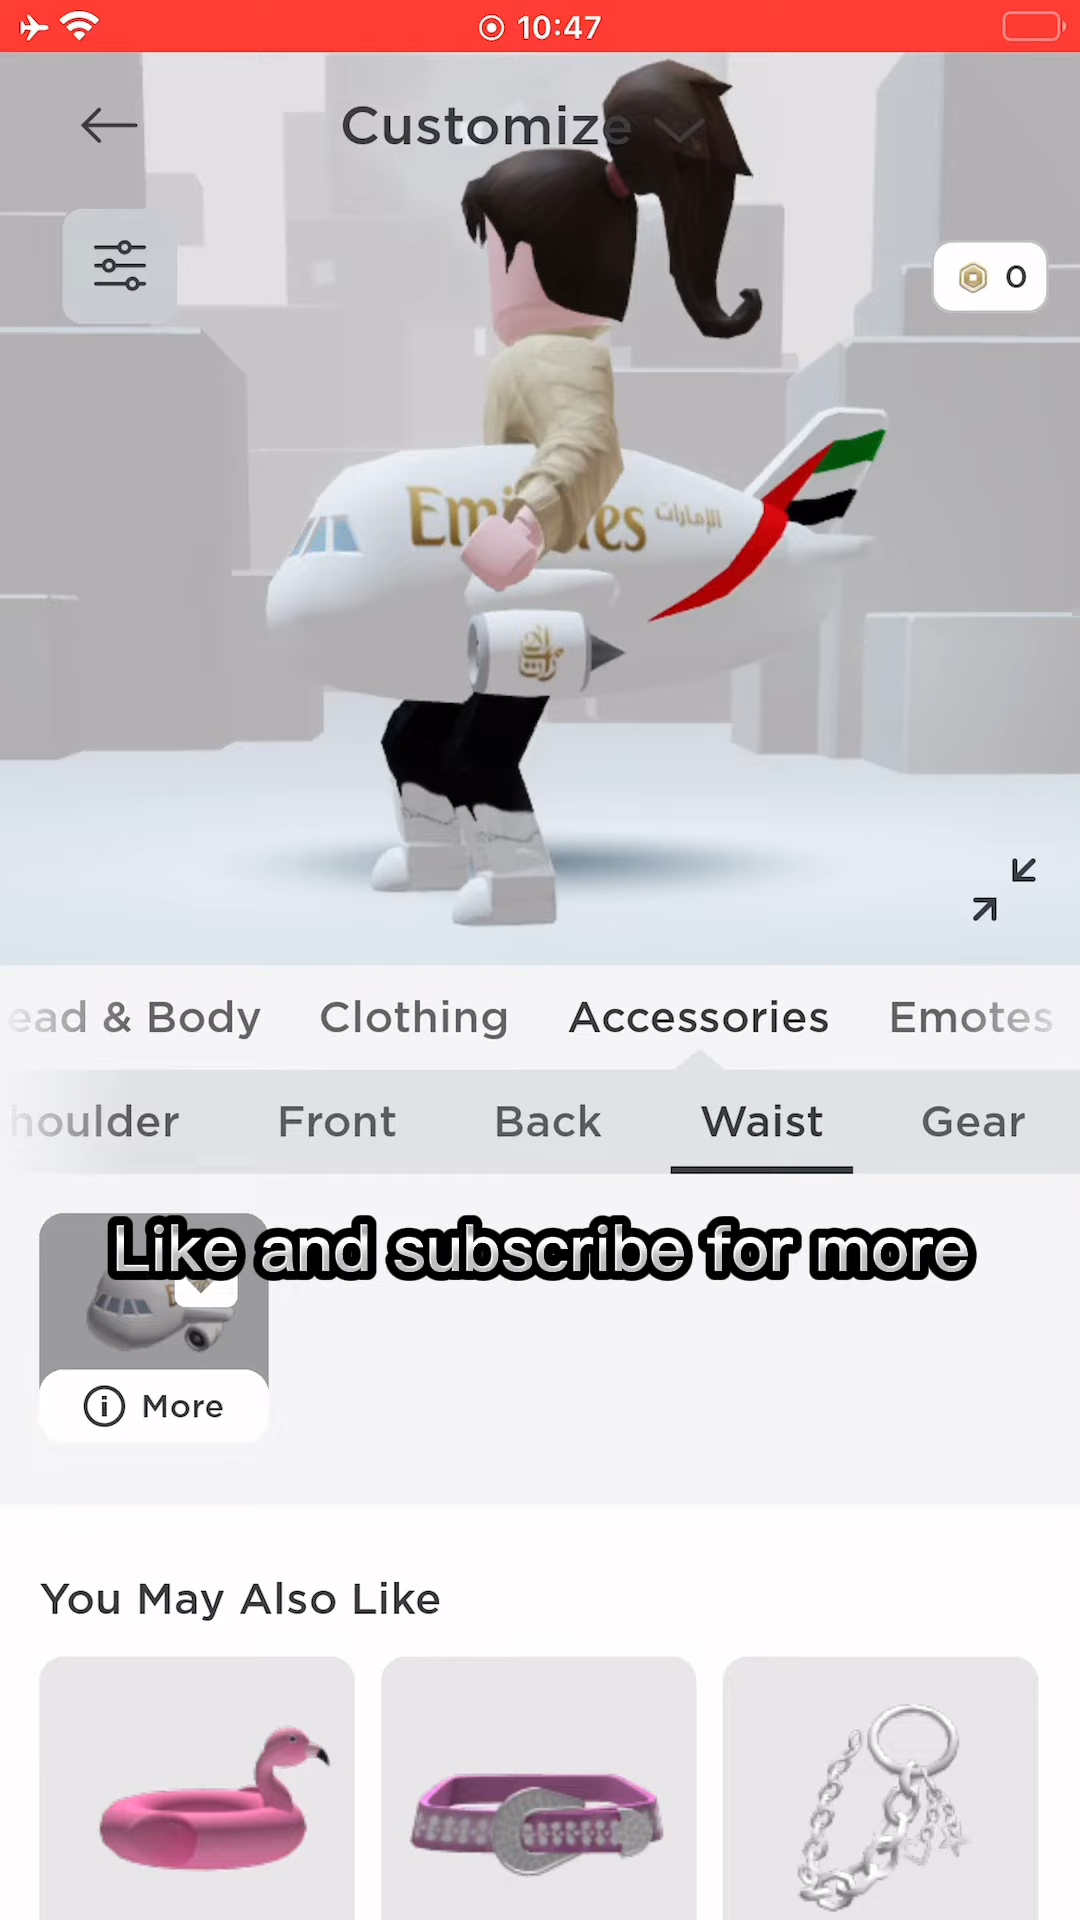 10:47
Customize
0
Emi es الإمارات
ead & Body Clothing Accessories Emotes
houlder Front Back Waist Gear
Like and subscribe for more
More
You May Also Like